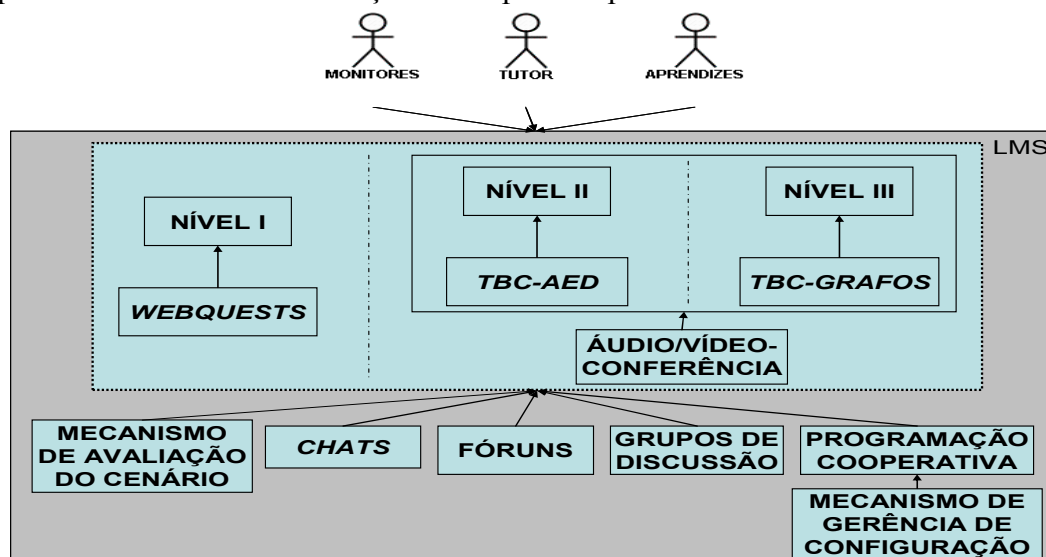 MONITORES
TUTOR
APRENDIZES
LMS
NÍVEL I
NÍVEL II
NÍVEL III
WEBQUESTS
TBC-AED
TBC-GRAFOS
ÁUDIO/VÍDEO-
CONFERÊNCIA
MECANISMO
DE AVALIAÇÃO
DO CENÁRIO
CHATS
FÓRUNS
GRUPOS DE
DISCUSSÃO
PROGRAMAÇÃO
COOPERATIVA
MECANISMO DE
GERÊNCIA DE
CONFIGURAÇÃO